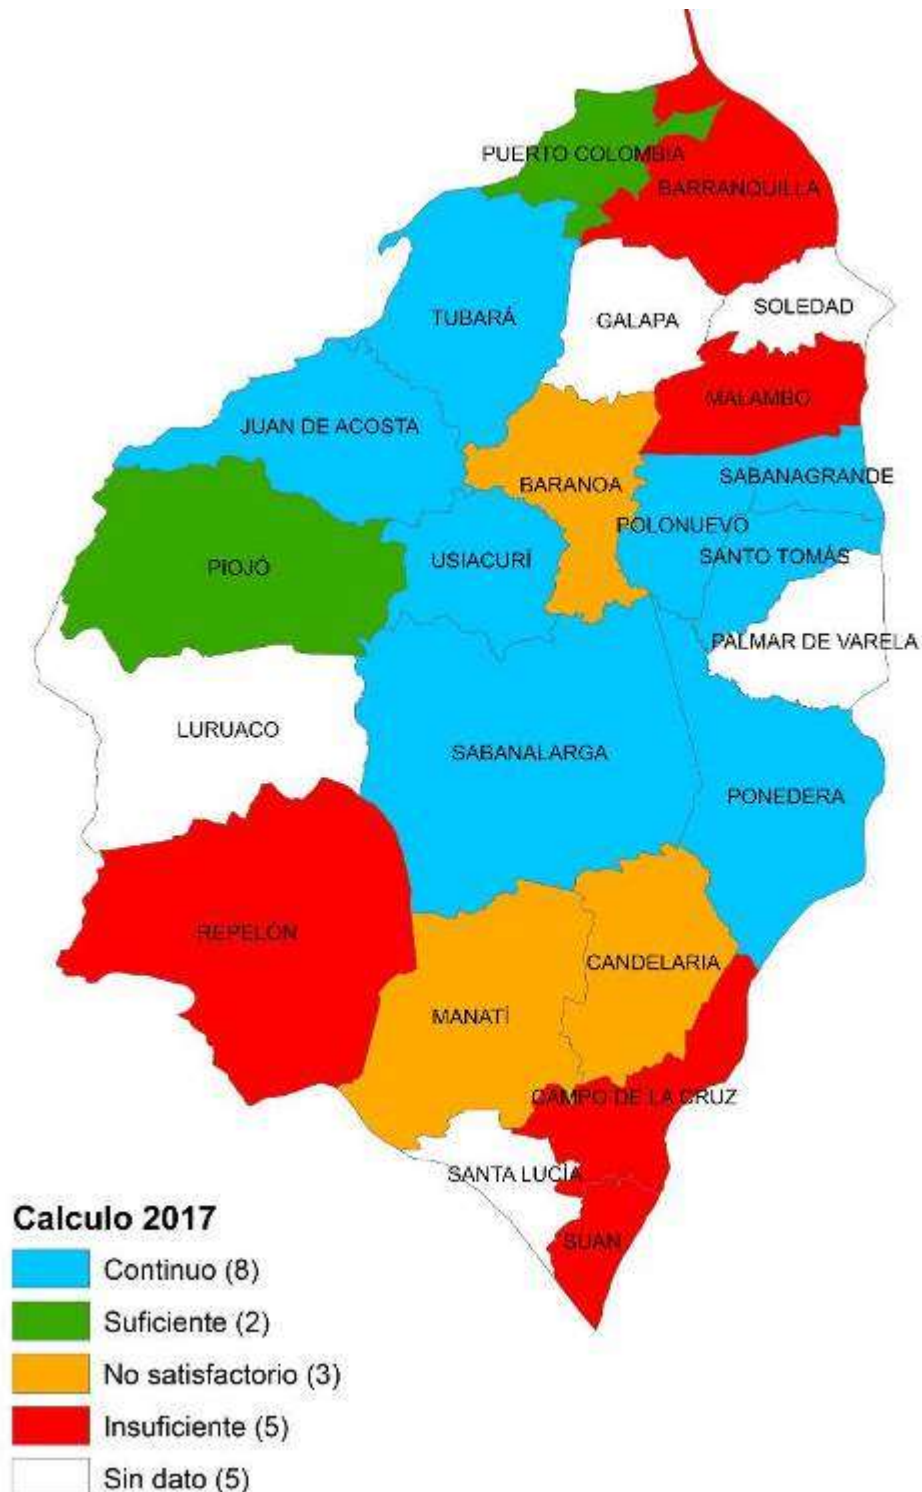 PUERTO COLOMBIA
BARRANQUILLA
SOLEDAD
TUBARÁ
GALAPA
MALAMBO
JUAN DE ACOSTA
SABANAGRANDE
BARANOA
POLONUEVO
SANTO TOMÁS
USIACURÍ
PIOJÓ
PALMAR DE VARELA
LURUACO
SABANALARGA
PONEDERA
REPELÓN
CANDELARIA
MANATÍ
CAMPO DE LA CRUZ
SANTA LUCÍA
SUAN
Calculo 2017
Continuo (8)
Suficiente (2)
No satisfactorio (3)
Insuficiente (5)
Sin dato (5)